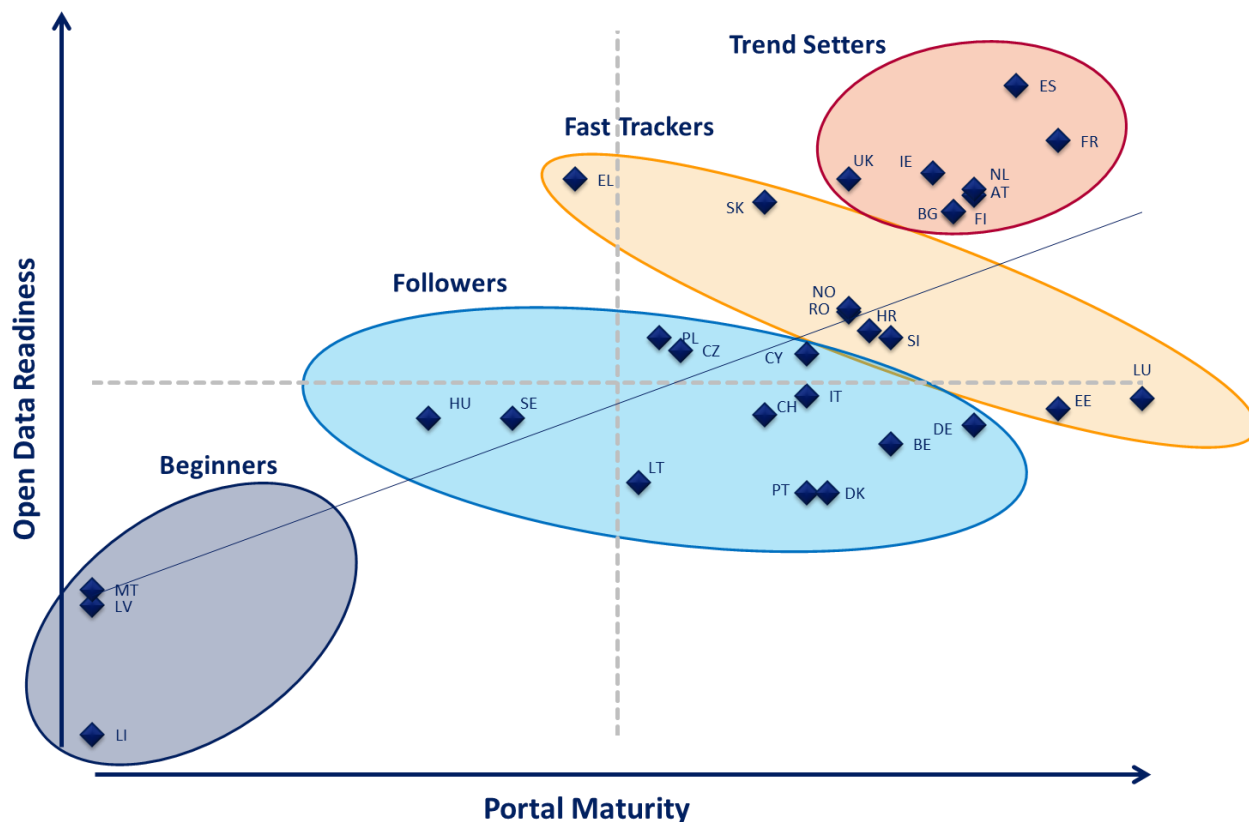 Trend Setters
ES
Fast Trackers
FR
UK
IE
NL
EL
AT
SK
BG
FI
Followers
NO
RO
HR
PL
SI
CZ
CY
LU
IT
EE
HU
SE
CH
DE
BE
Beginners
LT
PT
DK
MT
LV
LI
Open Data Readiness
Portal Maturity